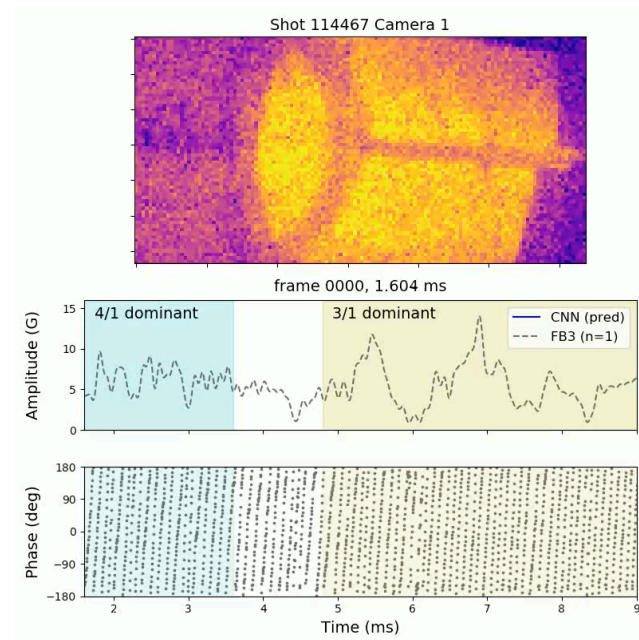 Shot 114467 Camera 1
frame 0000, 1.604 ms
15
10
5
0
Amplitude (G)
4/1 dominant
3/1 dominant
CNN (pred)
FB3 (n=1)
180
90
0
−90
−180
Phase (deg)
2 3 4 5 6 7 8 9
Time (ms)